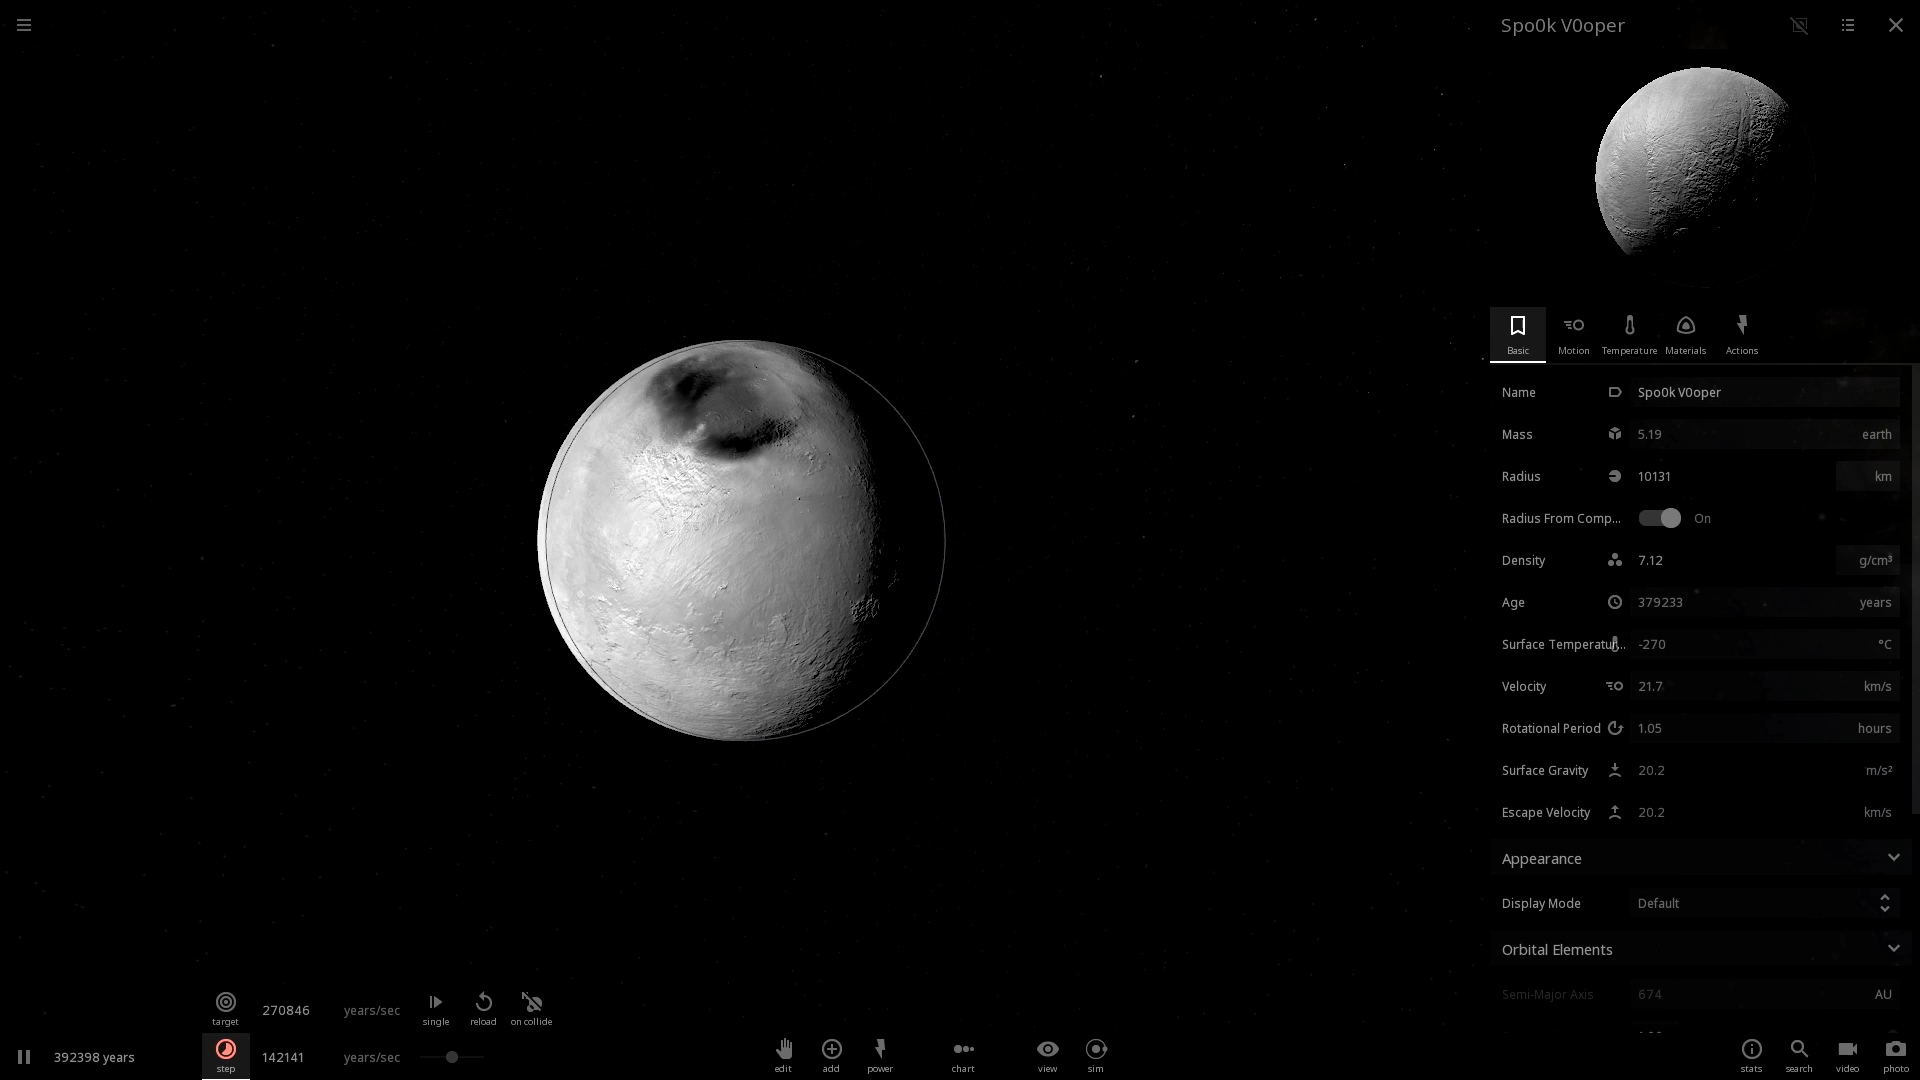 Spo0k V0oper
Basic
Motion
Temperature
Materials
Actions
Name Spo0k V0oper
Mass 5.19 earth
Radius 10131 km
Radius From Comp... On
Density 7.12 g/cm³
Age 379233 years
Surface Temperatur... -270 °C
Velocity 21.7 km/s
Rotational Period 1.05 hours
Surface Gravity 20.2 m/s²
Escape Velocity 20.2 km/s
Appearance
Display Mode Default
Orbital Elements
Semi-Major Axis 674 AU
target 270846 years/sec single reload on collide
392398 years step 142141 years/sec
edit add power chart view sim
stats search video photo